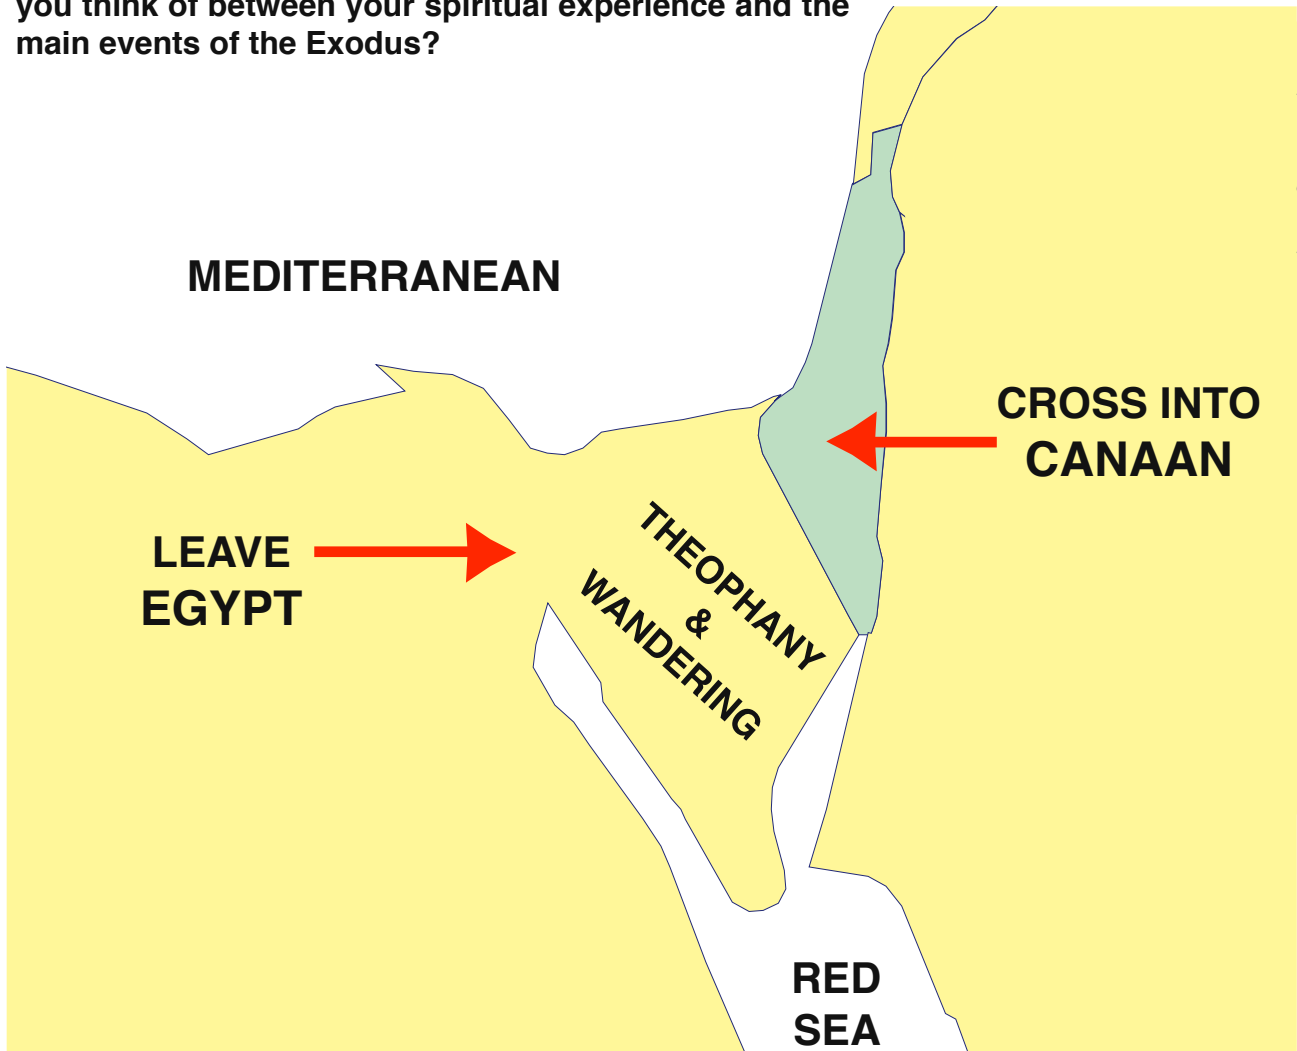 you think of between your spiritual experience and the
main events of the Exodus?
MEDITERRANEAN
CROSS INTO
CANAAN
LEAVE
EGYPT
THEOPHANY
&
WANDERING
RED
SEA